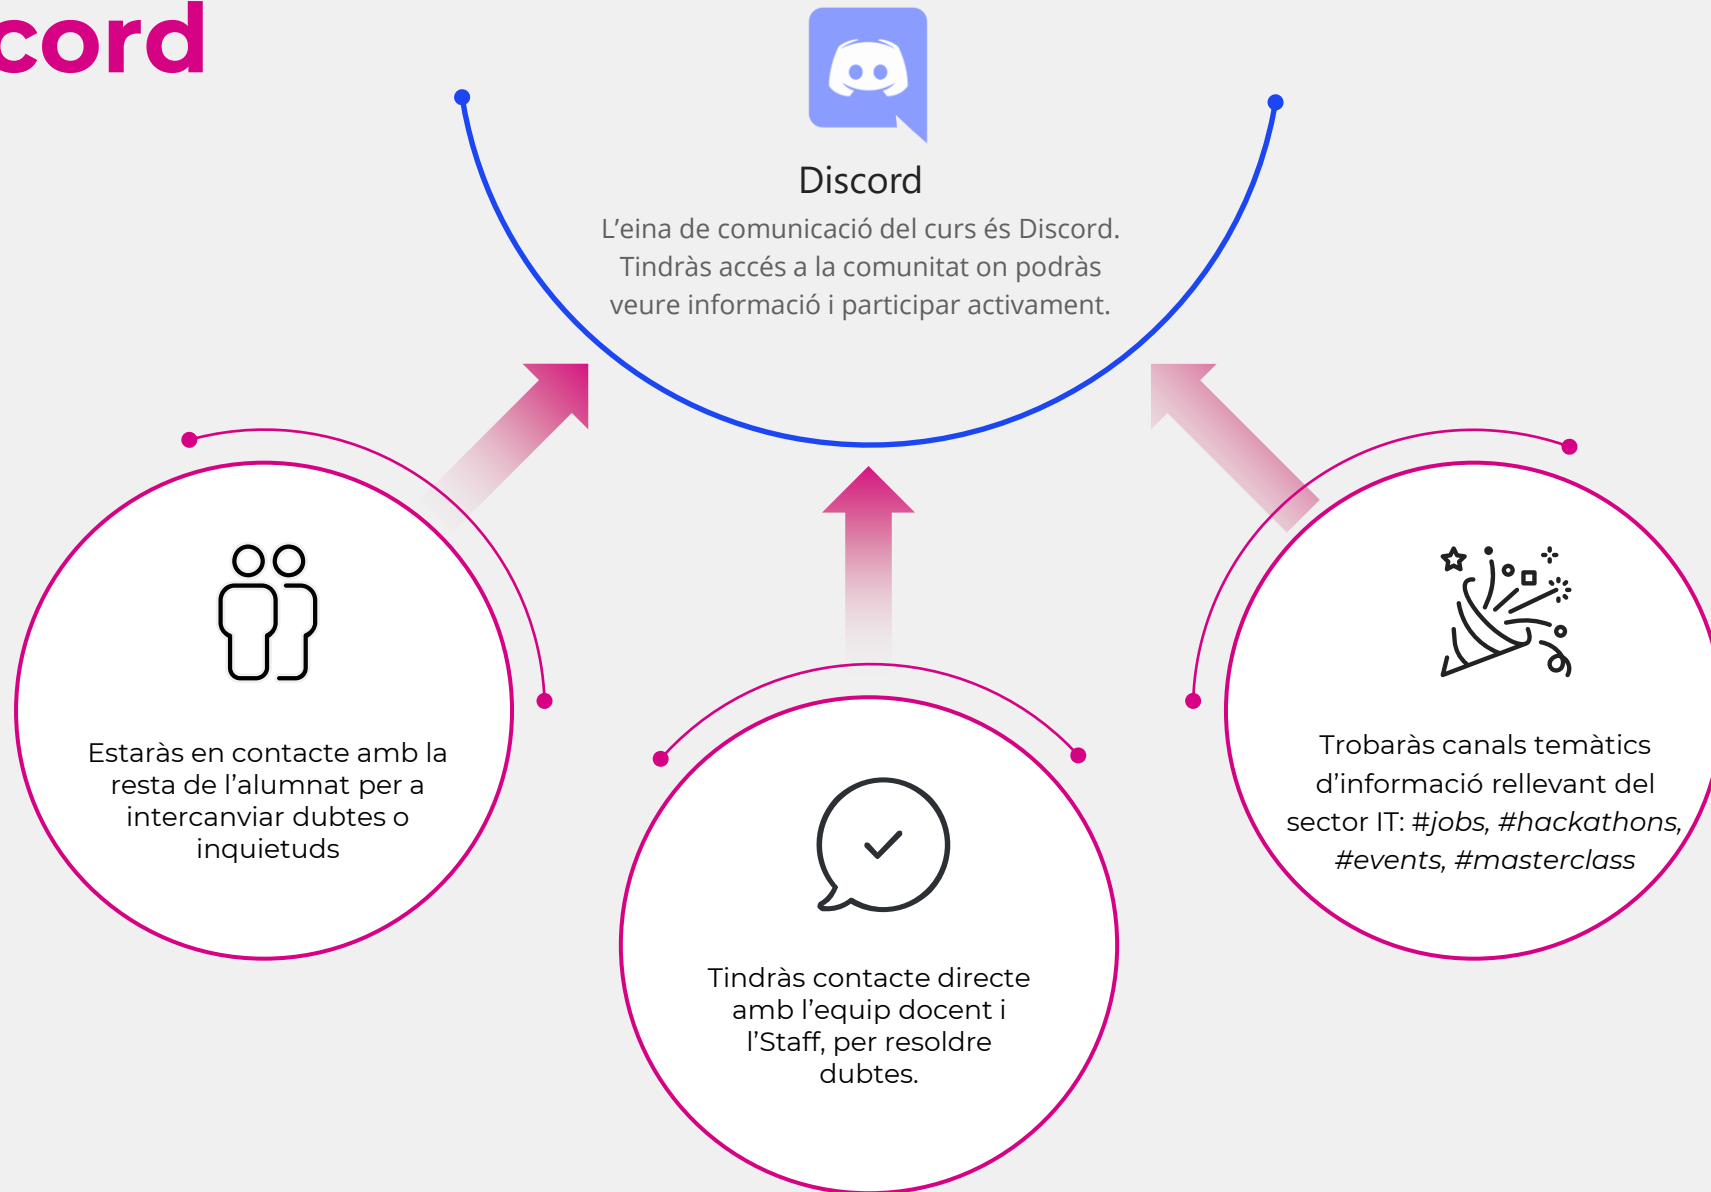 cord
Discord
L’eina de comunicació del curs és Discord.
Tindràs accés a la comunitat on podràs
veure informació i participar activament.
Estaràs en contacte amb la
resta de l’alumnat per a
intercanviar dubtes o
inquietuds
Tindràs contacte directe
amb l’equip docent i
l’Staff, per resoldre
dubtes.
Trobaràs canals temàtics
d’informació rellevant del
sector IT: #jobs, #hackathons,
#events, #masterclass